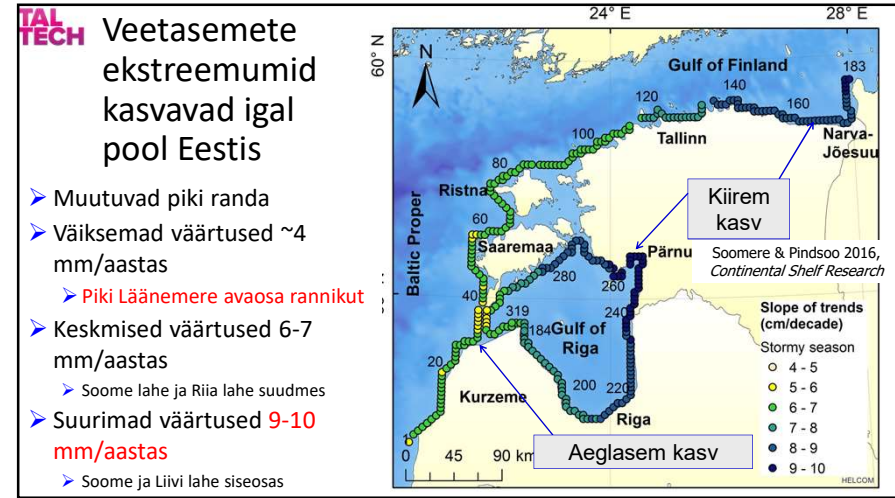 TAL
TECH
Veetasemete
ekstreemumid
kasvavad igal
pool Eestis
Muutuvad piki randa
Väiksemad väärtused ~4
mm/aastas
Piki Läänemere avaosa rannikut
Keskmised väärtused 6-7
mm/aastas
Soome lahe ja Riia lahe suudmes
Suurimad väärtused 9-10
mm/aastas
Soome ja Liivi lahe siseosas
24° E
28° E
60° N
N
Gulf of Finland
183
140
120
160
100
Tallinn
Narva-
Jõesuu
80
Ristna
Kiirem
kasv
60
Saaremaa
Pärnu
Baltic Proper
Soomere & Pindsoo 2016,
Continental Shelf Research
280
260
40
240
319
184
Gulf of
Riga
Slope of trends
(cm/decade)
Stormy season
4 - 5
5 - 6
6 - 7
7 - 8
8 - 9
9 - 10
20
200
220
Kurzeme
Riga
1
0 45 90 km
Aeglasem kasv
HELCOM